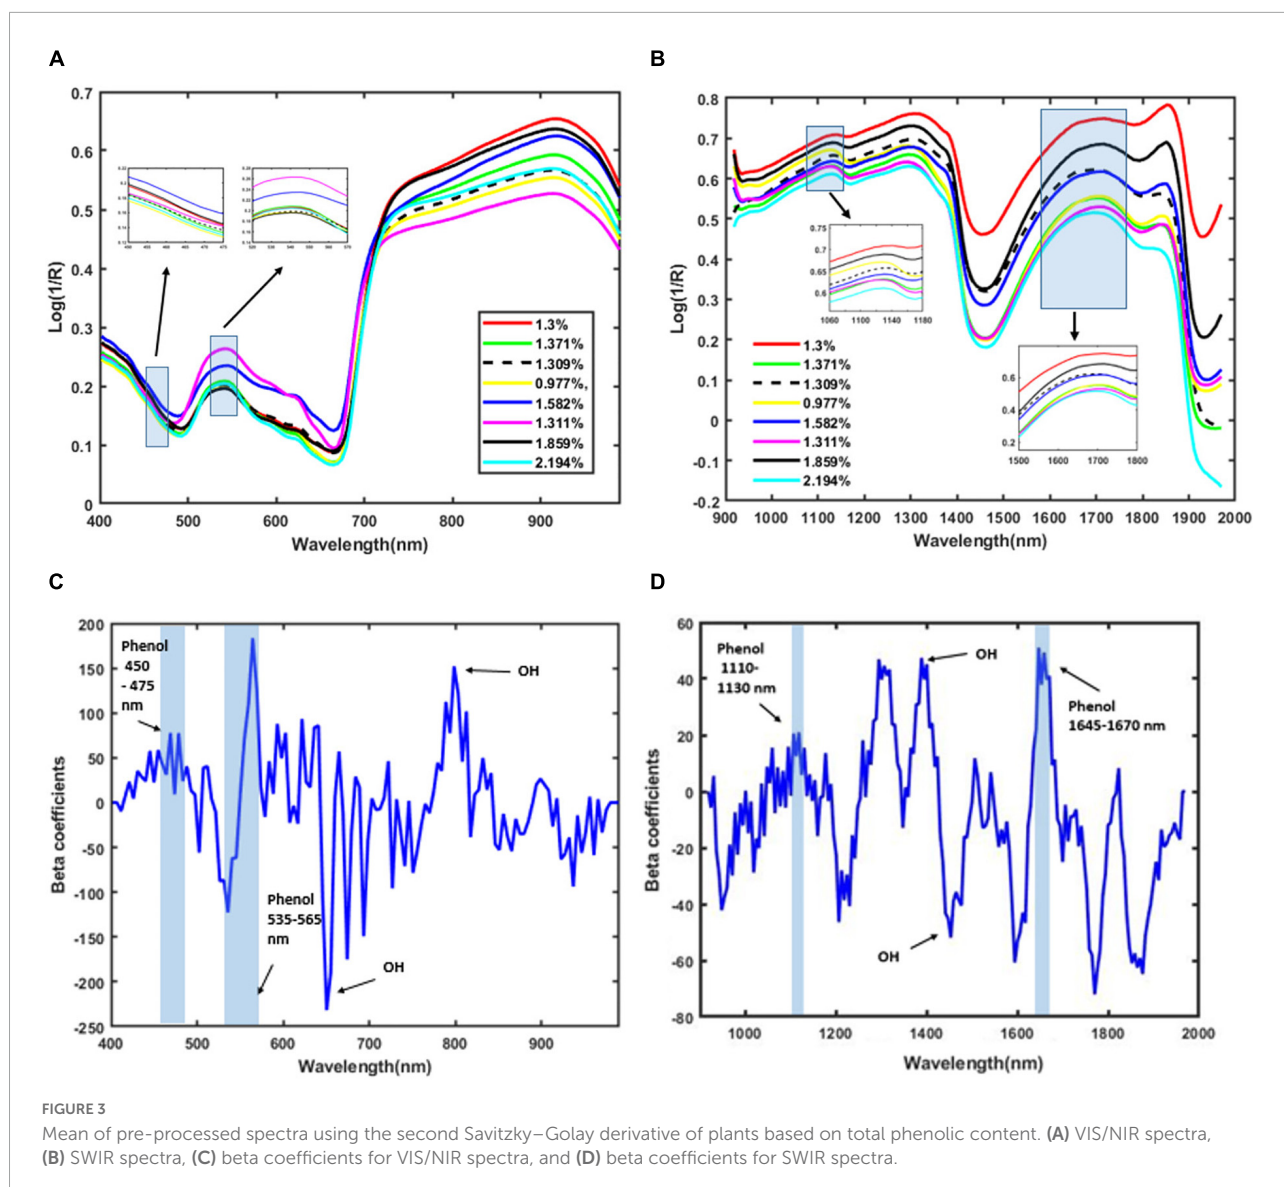 A
0.7
0.6
0.5
0.4
0.3
0.2
0.1
0
Log(1/R)
400 500 600 700 800 900
Wavelength(nm)
1.3%
1.371%
1.309%
0.977%
1.582%
1.311%
1.859%
2.194%
B
0.8
0.7
0.6
0.5
0.4
0.3
0.2
0.1
0
-0.1
-0.2
Log(1/R)
900 1000 1100 1200 1300 1400 1500 1600 1700 1800 1900 2000
Wavelength(nm)
0.75
0.7
0.65
0.6
1060 1100 1140 1180
0.6
0.4
0.2
1500 1600 1700 1800
1.3%
1.371%
1.309%
0.977%
1.582%
1.311%
1.859%
2.194%
C
200
150
100
50
0
-50
-100
-150
-200
-250
Beta coefficients
400 500 600 700 800 900
Wavelength(nm)
Phenol
450
- 475
nm
OH
Phenol
535-565
nm
OH
D
60
40
20
0
-20
-40
-60
-80
Beta coefficients
1000 1200 1400 1600 1800 2000
Wavelength(nm)
Phenol
1110-
1130 nm
OH
Phenol
1645-1670 nm
OH
FIGURE 3
Mean of pre-processed spectra using the second Savitzky–Golay derivative of plants based on total phenolic content. (A) VIS/NIR spectra,
(B) SWIR spectra, (C) beta coefficients for VIS/NIR spectra, and (D) beta coefficients for SWIR spectra.